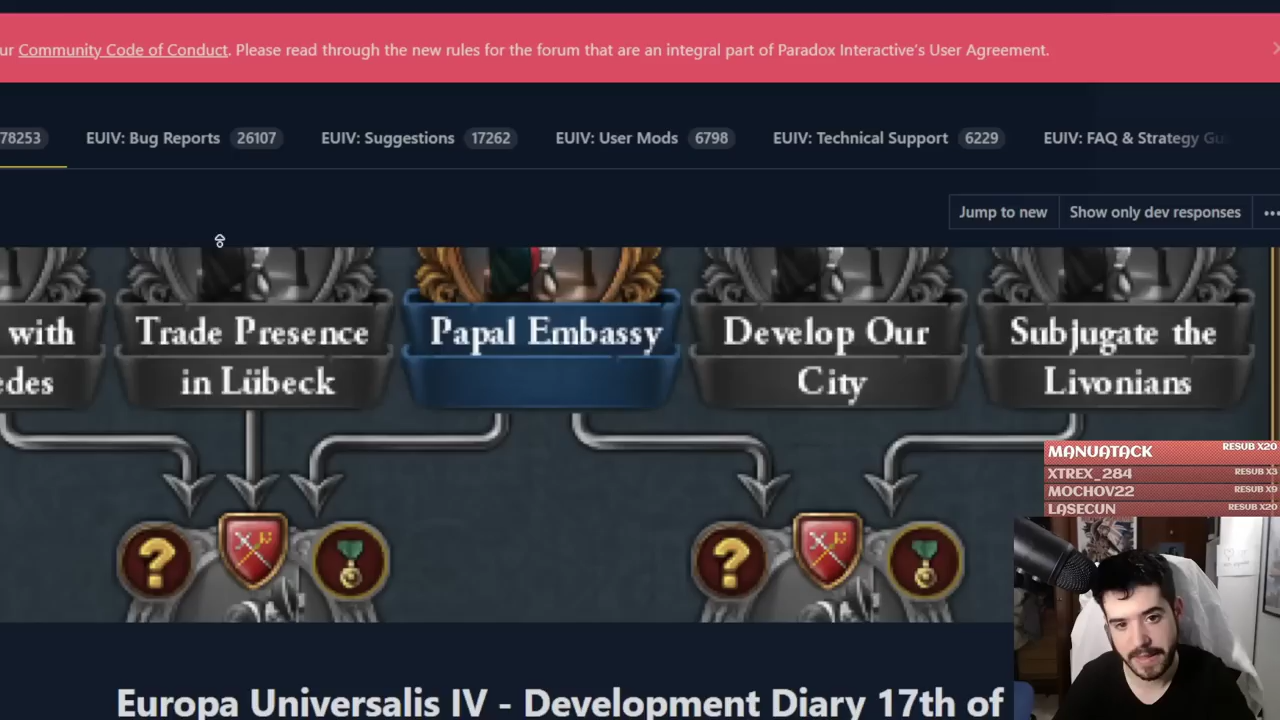 ur Community Code of Conduct. Please read through the new rules for the forum that are an integral part of Paradox Interactive's User Agreement.
78253 EUIV: Bug Reports 26107 EUIV: Suggestions 17262 EUIV: User Mods 6798 EUIV: Technical Support 6229 EUIV: FAQ & Strategy Gu
Jump to new Show only dev responses
with Trade Presence Papal Embassy Develop Our Subjugate the
edes in Lübeck City Livonians
MANUATACK RESUB X20
XTREX_284 RESUB X3
MOCHOV22 RESUB X9
LASECUN RESUB X20
Europa Universalis IV - Development Diary 17th of